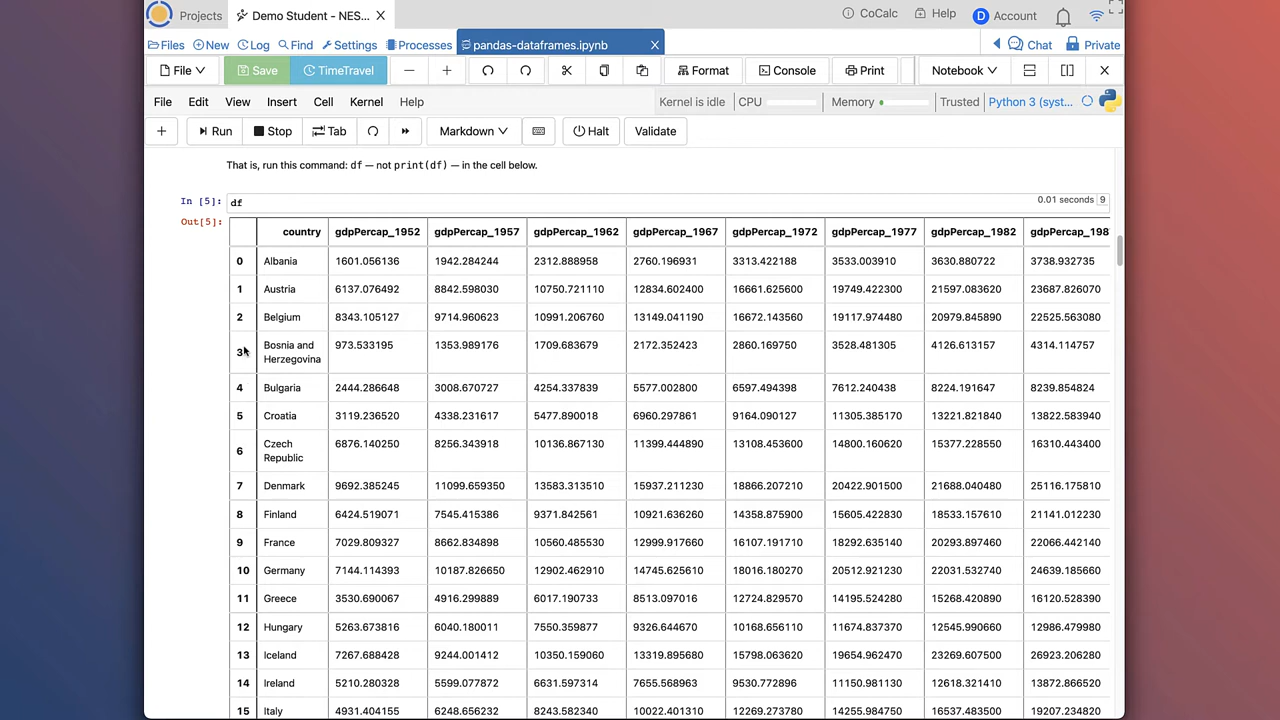 Projects Demo Student - NES... CoCalc Help D Account
Files New Log Find Settings Processes pandas-dataframes.ipynb Chat Private
File Save TimeTravel Format Console Print Notebook
File Edit View Insert Cell Kernel Help Kernel is idle CPU Memory Trusted Python 3 (syst...
Run Stop Tab Markdown Halt Validate
That is, run this command: df — not print(df) — in the cell below.
In [5]: df 0.01 seconds 9
Out[5]:
country gdpPercap_1952 gdpPercap_1957 gdpPercap_1962 gdpPercap_1967 gdpPercap_1972 gdpPercap_1977 gdpPercap_1982 gdpPercap_198
0 Albania 1601.056136 1942.284244 2312.888958 2760.196931 3313.422188 3533.003910 3630.880722 3738.932735
1 Austria 6137.076492 8842.598030 10750.721110 12834.602400 16661.625600 19749.422300 21597.083620 23687.826070
2 Belgium 8343.105127 9714.960623 10991.206760 13149.041190 16672.143560 19117.974480 20979.845890 22525.563080
3 Bosnia and 973.533195 1353.989176 1709.683679 2172.352423 2860.169750 3528.481305 4126.613157 4314.114757
Herzegovina
4 Bulgaria 2444.286648 3008.670727 4254.337839 5577.002800 6597.494398 7612.240438 8224.191647 8239.854824
5 Croatia 3119.236520 4338.231617 5477.890018 6960.297861 9164.090127 11305.385170 13221.821840 13822.583940
6 Czech 6876.140250 8256.343918 10136.867130 11399.444890 13108.453600 14800.160620 15377.228550 16310.443400
Republic
7 Denmark 9692.385245 11099.659350 13583.313510 15937.211230 18866.207210 20422.901500 21688.040480 25116.175810
8 Finland 6424.519071 7545.415386 9371.842561 10921.636260 14358.875900 15605.422830 18533.157610 21141.012230
9 France 7029.809327 8662.834898 10560.485530 12999.917660 16107.191710 18292.635140 20293.897460 22066.442140
10 Germany 7144.114393 10187.826650 12902.462910 14745.625610 18016.180270 20512.921230 22031.532740 24639.185660
11 Greece 3530.690067 4916.299889 6017.190733 8513.097016 12724.829570 14195.524280 15268.420890 16120.528390
12 Hungary 5263.673816 6040.180011 7550.359877 9326.644670 10168.656110 11674.837370 12545.990660 12986.479980
13 Iceland 7267.688428 9244.001412 10350.159060 13319.895680 15798.063620 19654.962470 23269.607500 26923.206280
14 Ireland 5210.280328 5599.077872 6631.597314 7655.568963 9530.772896 11150.981130 12618.321410 13872.866520
15 Italy 4931.404155 6248.656232 8243.582340 10022.401310 12269.273780 14255.984750 16537.483500 19207.234820